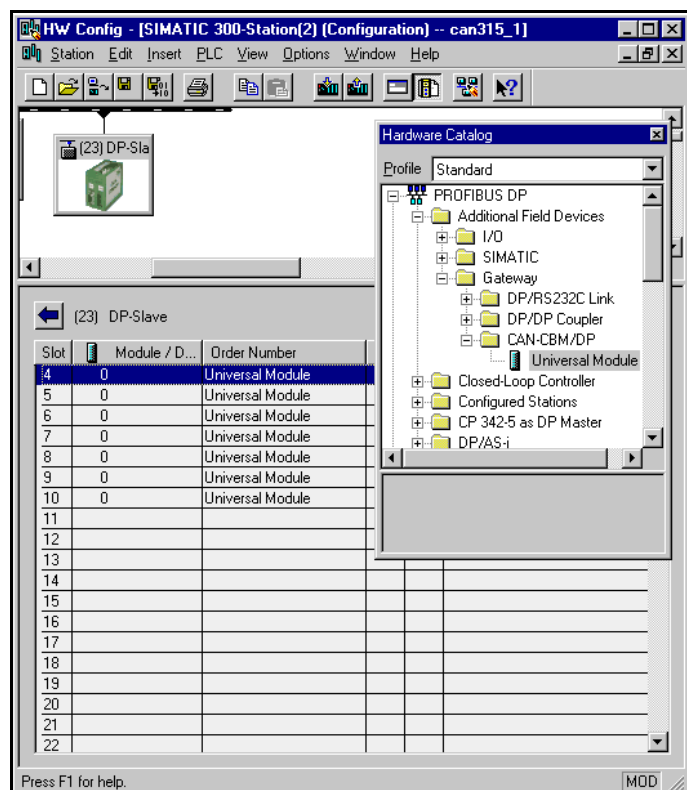 HW Config - [SIMATIC 300-Station(2) (Configuration) -- can315_1]
Station Edit Insert PLC View Options Window Help
(23) DP-Sla
Hardware Catalog
Profile Standard
PROFIBUS DP
Additional Field Devices
I/O
SIMATIC
Gateway
DP/RS232C Link
DP/DP Coupler
CAN-CBM/DP
Universal Module
Closed-Loop Controller
Configured Stations
CP 342-5 as DP Master
DP/AS-i
(23) DP-Slave
Slot Module / D... Order Number
4 0 Universal Module
5 0 Universal Module
6 0 Universal Module
7 0 Universal Module
8 0 Universal Module
9 0 Universal Module
10 0 Universal Module
11
12
13
14
15
16
17
18
19
20
21
22
Press F1 for help. MOD